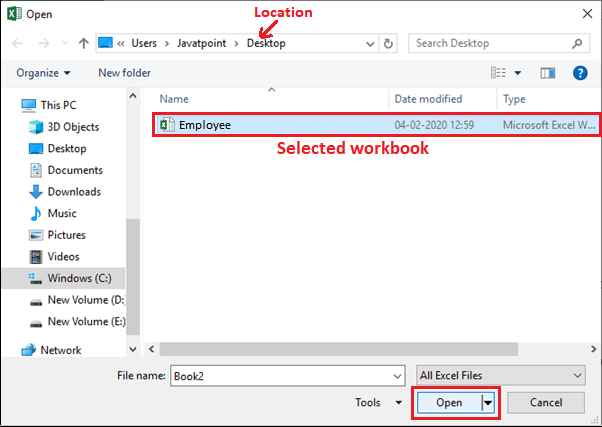 Location
Open
Users
Javatpoint
Desktop
Search Desktop
Organize
New folder
Name
Date modified
Type
This PC
3D Objects
Desktop
Documents
Downloads
Music
Pictures
Videos
Windows (C:)
New Volume (D:
New Volume (E:)
Network
Employee
04-02-2020 12:59
Microsoft Excel W...
Selected workbook
File name:
Book2
All Excel Files
Tools
Open
Cancel